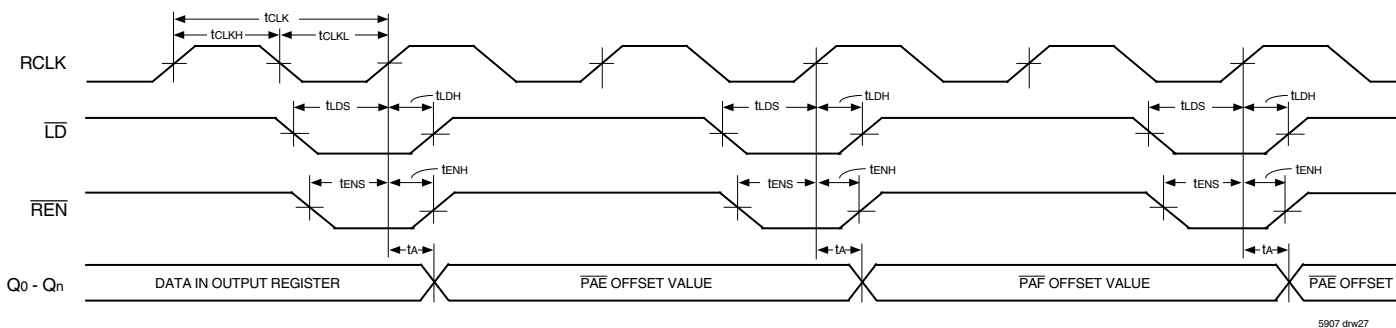 tCLK
tCLKH tCLKL
RCLK
tLDS tLDH tLDS tLDH tLDS tLDH
LD
tENS tENH tENS tENH tENS tENH
REN
tA tA tA
Q0 - Qn DATA IN OUTPUT REGISTER PAE OFFSET VALUE PAF OFFSET VALUE PAE OFFSET
5907 drw27